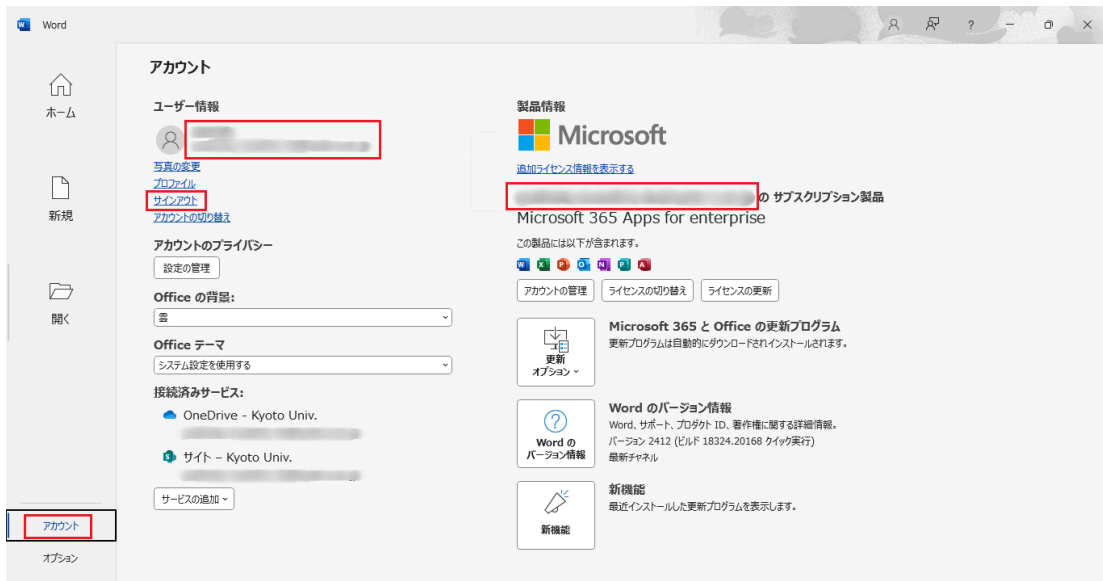 Word
ホーム
新規
開く
アカウント
オプション
アカウント
ユーザー情報
写真の変更
プロファイル
サインアウト
アカウントの切り替え
アカウントのプライバシー
設定の管理
Office の背景:
雲
Office テーマ
システム設定を使用する
接続済みサービス:
OneDrive – Kyoto Univ.
サイト – Kyoto Univ.
サービスの追加
製品情報
Microsoft
追加ライセンス情報を表示する
の サブスクリプション製品
Microsoft 365 Apps for enterprise
この製品には以下が含まれます。
アカウントの管理 ライセンスの切り替え ライセンスの更新
更新
オプション
Microsoft 365 と Office の更新プログラム
更新プログラムは自動的にダウンロードされインストールされます。
Word の
バージョン情報
Word のバージョン情報
Word、サポート、プロダクト ID、著作権に関する詳細情報。
バージョン 2412 (ビルド 18324.20168 クイック実行)
最新チャネル
新機能
新機能
最近インストールした更新プログラムを表示します。